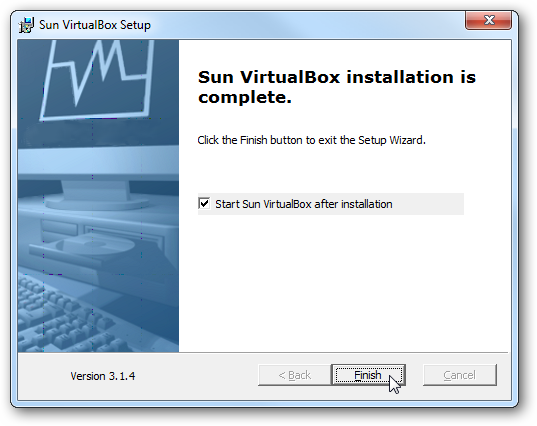 Sun VirtualBox Setup
Sun VirtualBox installation is
complete.
Click the Finish button to exit the Setup Wizard.
Start Sun VirtualBox after installation
Version 3.1.4
< Back
Finish
Cancel